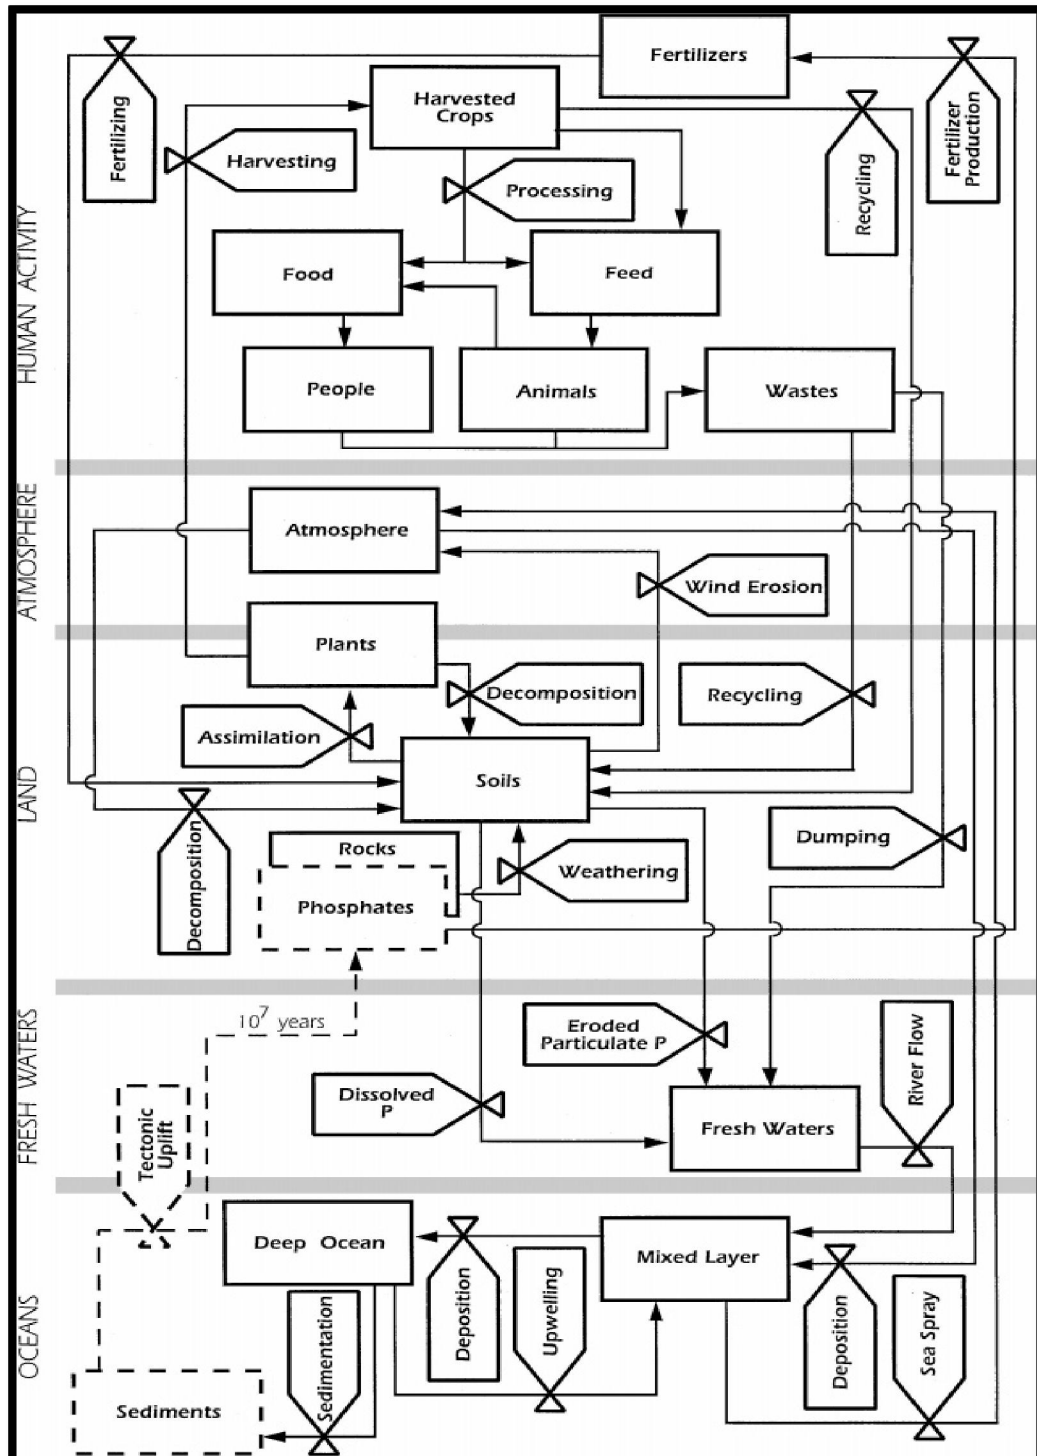 Fertilizers
Fertilizing
Harvested
Crops
Fertilizer
Production
Harvesting
Processing
Recycling
HUMAN ACTIVITY
Food
Feed
People
Animals
Wastes
ATMOSPHERE
Atmosphere
Wind Erosion
Plants
Decomposition
Recycling
Assimilation
LAND
Soils
Decomposition
Rocks
Phosphates
Weathering
Dumping
FRESH WATERS
10⁷ years
Eroded
Particulate P
River Flow
Dissolved
P
Tectonic
Uplift
Fresh Waters
OCEANS
Deep Ocean
Mixed Layer
Deposition
Upwelling
Sedimentation
Deposition
Sea Spray
Sediments